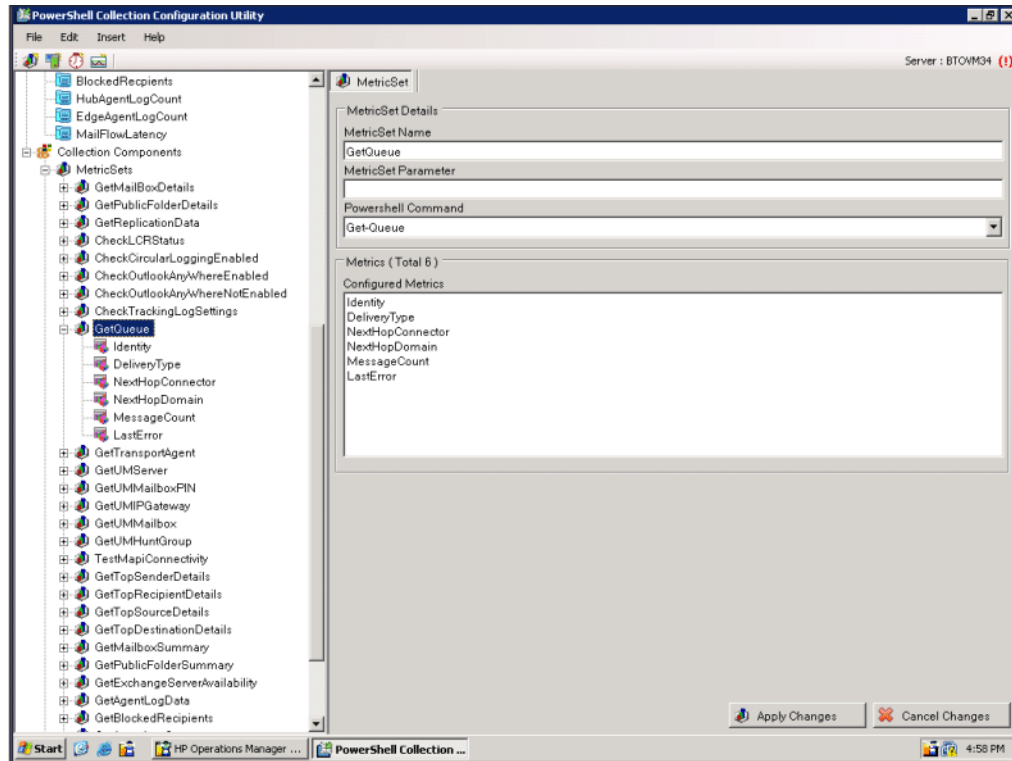 PowerShell Collection Configuration Utility
File Edit Insert Help
Server : BTOVM34 (!)
BlockedRecpients
HubAgentLogCount
EdgeAgentLogCount
MailFlowLatency
Collection Components
MetricSets
GetMailBoxDetails
GetPublicFolderDetails
GetReplicationData
CheckLCRStatus
CheckCircularLoggingEnabled
CheckOutlookAnyWhereEnabled
CheckOutlookAnyWhereNotEnabled
CheckTrackingLogSettings
GetQueue
Identity
DeliveryType
NextHopConnector
NextHopDomain
MessageCount
LastError
GetTransportAgent
GetUMServer
GetUMMailboxPIN
GetUMIPGateway
GetUMMailbox
GetUMHuntGroup
TestMapiConnectivity
GetTopSenderDetails
GetTopRecipientDetails
GetTopSourceDetails
GetTopDestinationDetails
GetMailboxSummary
GetPublicFolderSummary
GetExchangeServerAvailability
GetAgentLogData
GetBlockedRecipients
MetricSet
MetricSet Details
MetricSet Name
GetQueue
MetricSet Parameter
Powershell Command
Get-Queue
Metrics ( Total 6 )
Configured Metrics
Identity
DeliveryType
NextHopConnector
NextHopDomain
MessageCount
LastError
Apply Changes
Cancel Changes
Start
HP Operations Manager ...
PowerShell Collection ...
4:58 PM